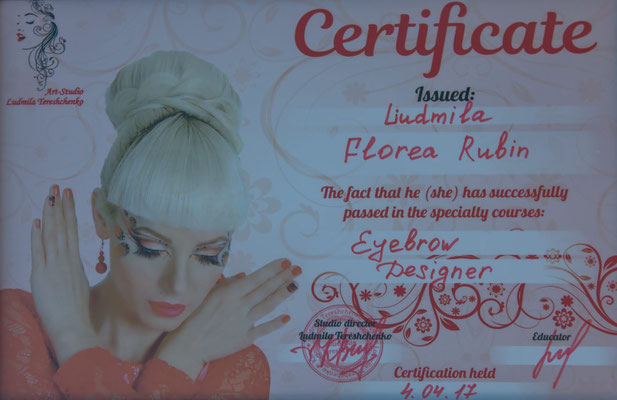 Certificate
Art-Studio
Ludmila Tereshchenko
Issued:
Liudmila
Florea Rubin
The fact that he (she) has successfully
passed in the specialty courses:
Eyebrow
Designer
Studio director
Ludmila Tereshchenko
Educator
Certification held
4.04.17